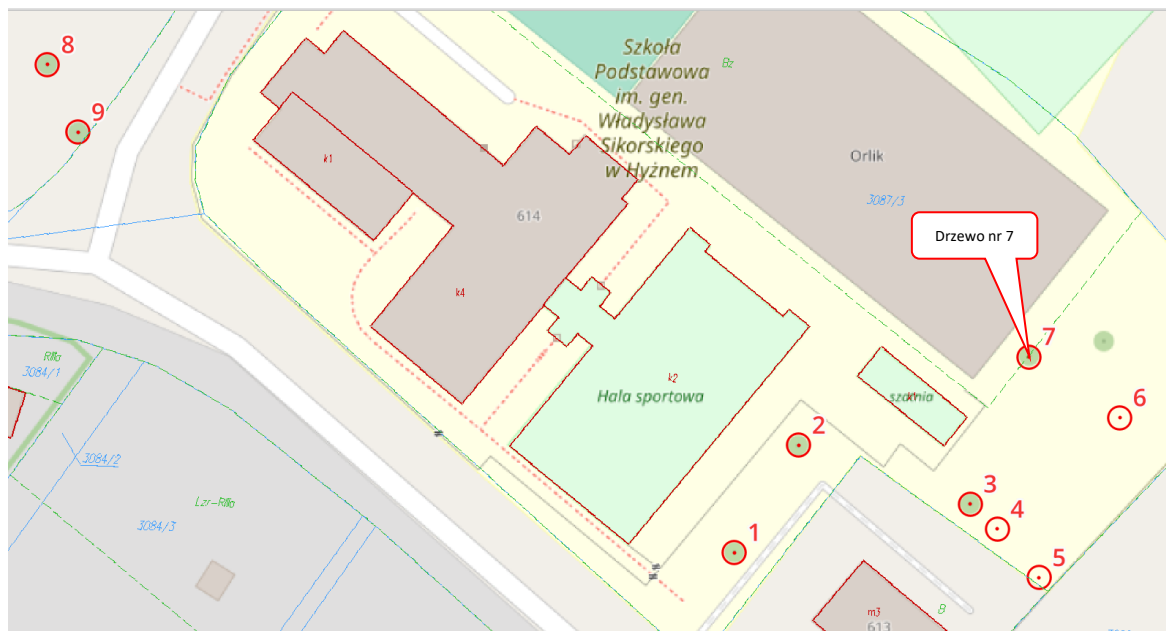 8
9
Szkoła
Podstawowa
im. gen.
Władysława
Sikorskiego
w Hyżnem
Bz
Orlik
3087/3
k1
614
k4
Drzewo nr 7
7
6
k2
Hala sportowa
szatnia
2
3
4
5
1
RIIIa
3084/1
3084/2
Lzr-RIIIa
3084/3
m3
613
B